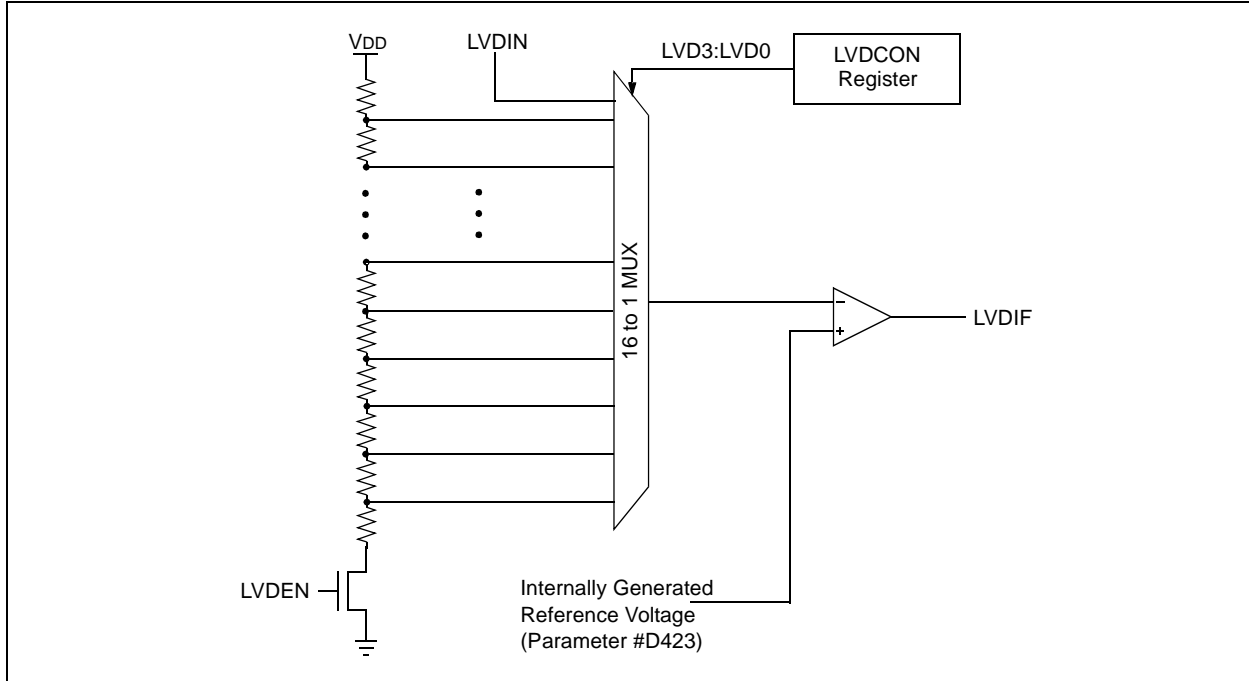 VDD
LVDIN
LVD3:LVD0
LVDCON
Register
16 to 1 MUX
−
+
LVDIF
LVDEN
Internally Generated
Reference Voltage
(Parameter #D423)